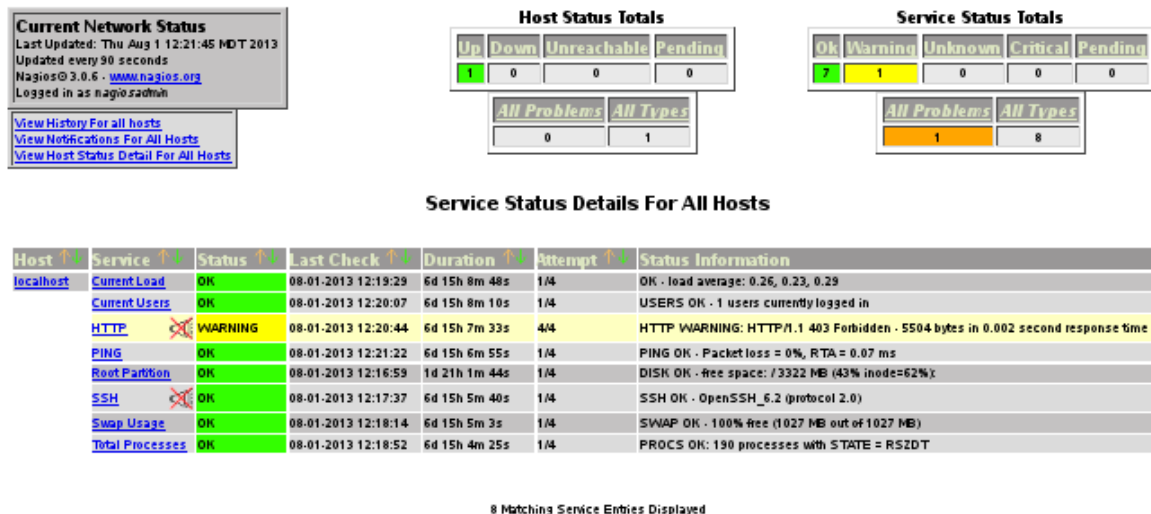 Current Network Status
Last Updated: Thu Aug 1 12:21:45 MDT 2013
Updated every 90 seconds
Nagios® 3.0.6 - www.nagios.org
Logged in as nagiosadmin
View History For all hosts
View Notifications For All Hosts
View Host Status Detail For All Hosts
Host Status Totals
Up Down Unreachable Pending
1 0 0 0
All Problems All Types
0 1
Service Status Totals
Ok Warning Unknown Critical Pending
7 1 0 0 0
All Problems All Types
1 8
Service Status Details For All Hosts
Host Service Status Last Check Duration Attempt Status Information
localhost Current Load OK 08-01-2013 12:19:29 6d 15h 8m 48s 1/4 OK - load average: 0.26, 0.23, 0.29
Current Users OK 08-01-2013 12:20:07 6d 15h 8m 10s 1/4 USERS OK - 1 users currently logged in
HTTP WARNING 08-01-2013 12:20:44 6d 15h 7m 33s 4/4 HTTP WARNING: HTTP/1.1 403 Forbidden - 5504 bytes in 0.002 second response time
PING OK 08-01-2013 12:21:22 6d 15h 6m 55s 1/4 PING OK - Packet loss = 0%, RTA = 0.07 ms
Root Partition OK 08-01-2013 12:16:59 1d 21h 1m 44s 1/4 DISK OK - free space: / 3322 MB (43% inode=62%):
SSH OK 08-01-2013 12:17:37 6d 15h 5m 40s 1/4 SSH OK - OpenSSH_6.2 (protocol 2.0)
Swap Usage OK 08-01-2013 12:18:14 6d 15h 5m 3s 1/4 SWAP OK - 100% free (1027 MB out of 1027 MB)
Total Processes OK 08-01-2013 12:18:52 6d 15h 4m 25s 1/4 PROCS OK: 190 processes with STATE = RSZDT
8 Matching Service Entries Displayed